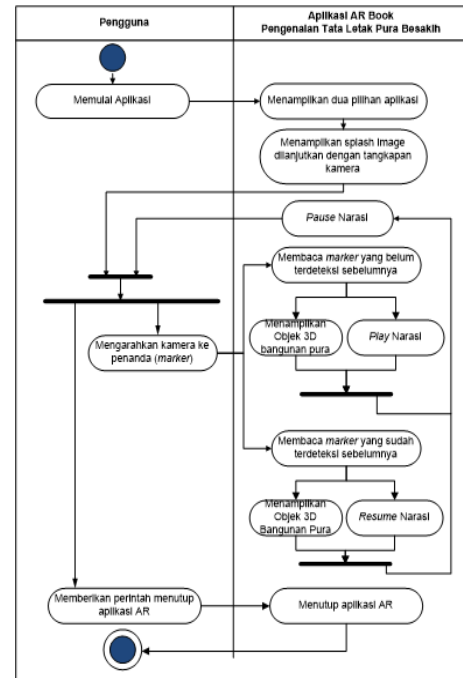 Pengguna
Aplikasi AR Book
Pengenalan Tata Letak Pura Besakih
Memulai Aplikasi
Menampilkan dua pilihan aplikasi
Menampilkan splash image
dilanjutkan dengan tangkapan
kamera
Pause Narasi
Membaca marker yang belum
terdeteksi sebelumnya
Mengarahkan kamera ke
penanda (marker)
Menampilkan
Objek 3D
bangunan pura
Play Narasi
Membaca marker yang sudah
terdeteksi sebelumnya
Menampilkan
Objek 3D
Bangunan Pura
Resume Narasi
Memberikan perintah menutup
aplikasi AR
Menutup aplikasi AR